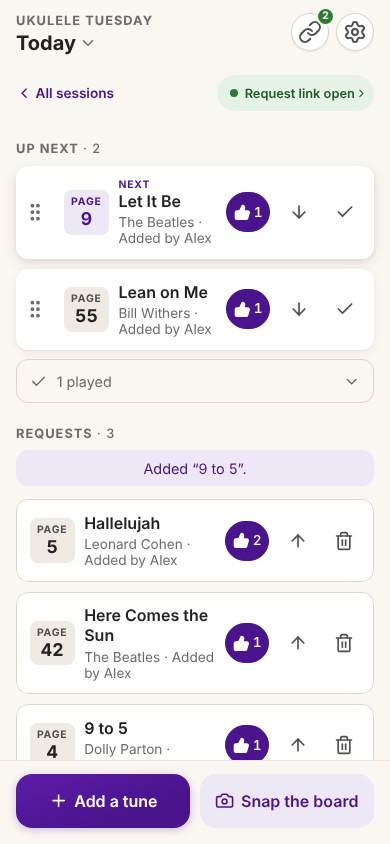 UKULELE TUESDAY
Today
2
All sessions
Request link open
UP NEXT · 2
PAGE
9
NEXT
Let It Be
The Beatles ·
Added by Alex
1
PAGE
55
Lean on Me
Bill Withers ·
Added by Alex
1
1 played
REQUESTS · 3
Added “9 to 5”.
PAGE
5
Hallelujah
Leonard Cohen ·
Added by Alex
2
PAGE
42
Here Comes the
Sun
The Beatles · Added
by Alex
1
PAGE
4
9 to 5
Dolly Parton ·
1
Add a tune
Snap the board